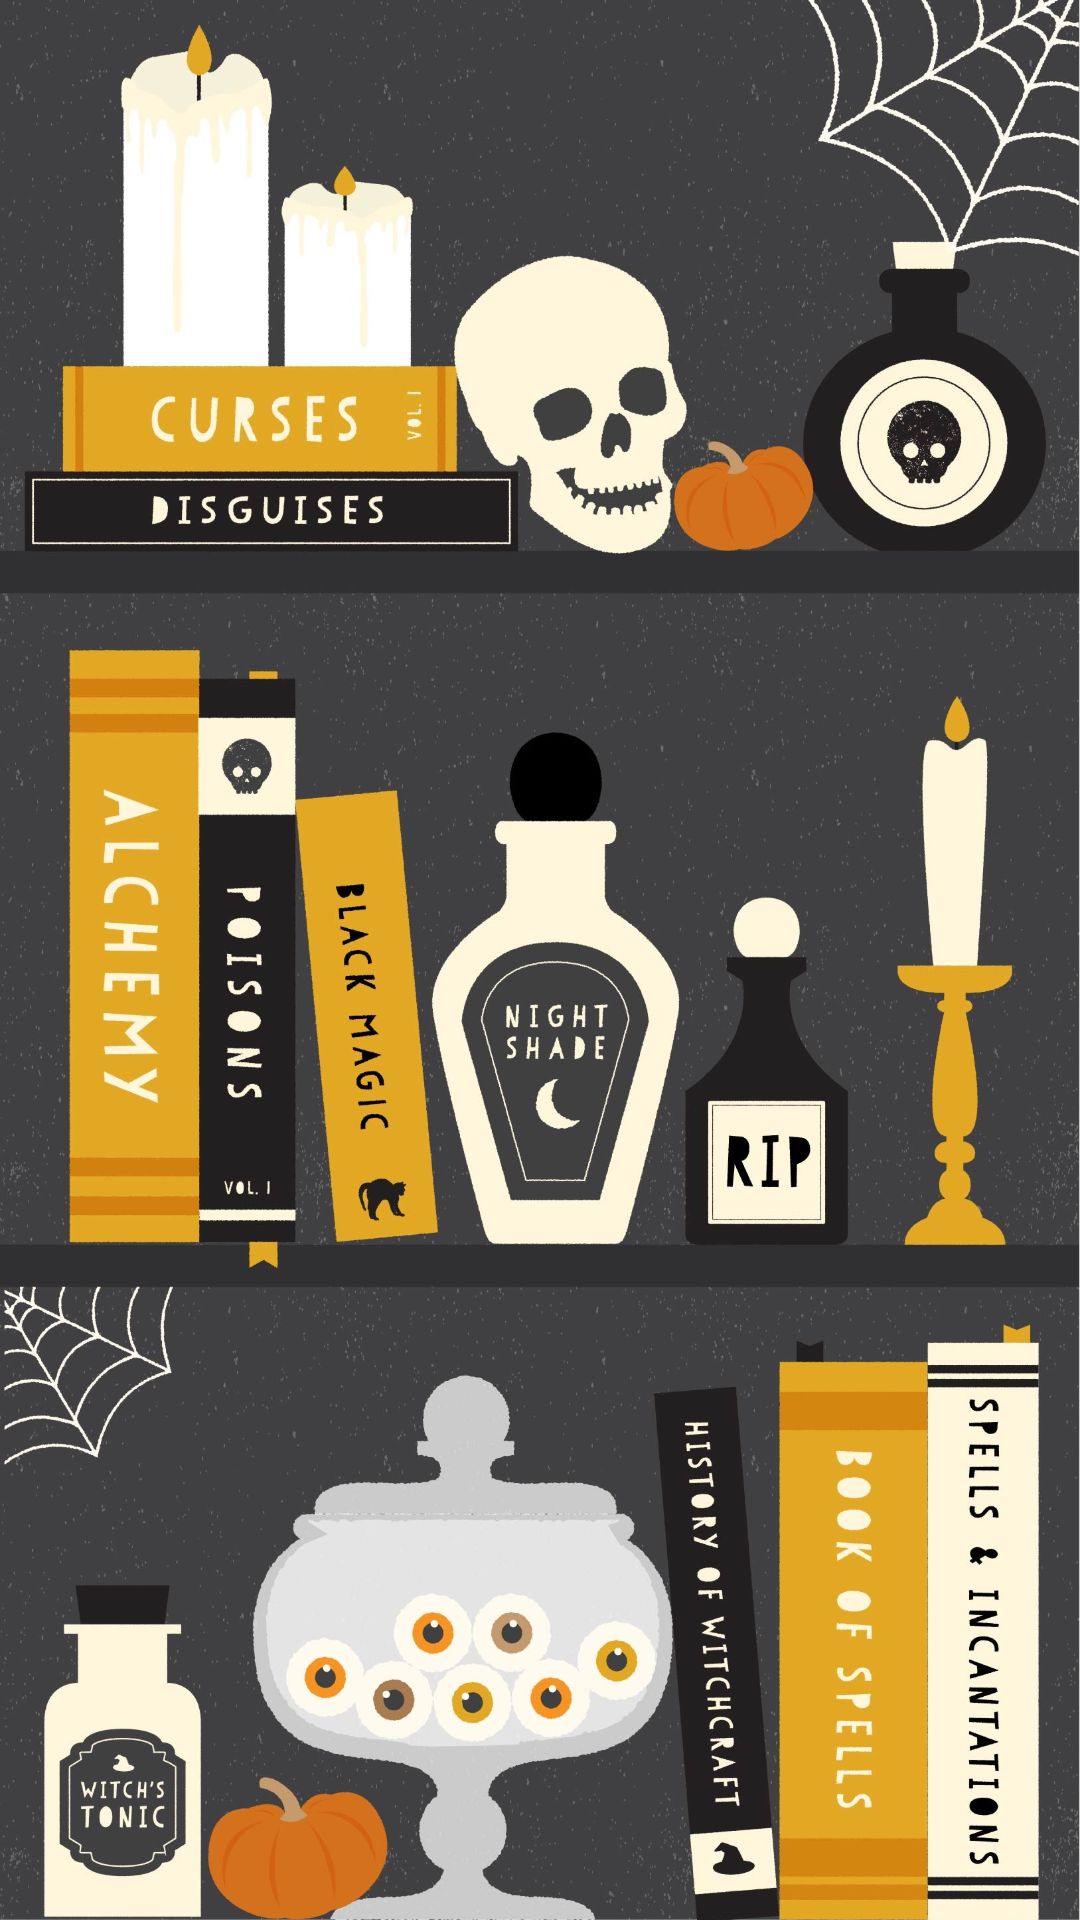 CURSES
VOL. I
DISGUISES
ALCHEMY
POISONS
VOL. I
BLACK MAGIC
NIGHT
SHADE
RIP
WITCH'S
TONIC
HISTORY OF WITCHCRAFT
BOOK OF SPELLS
SPELLS & INCANTATIONS